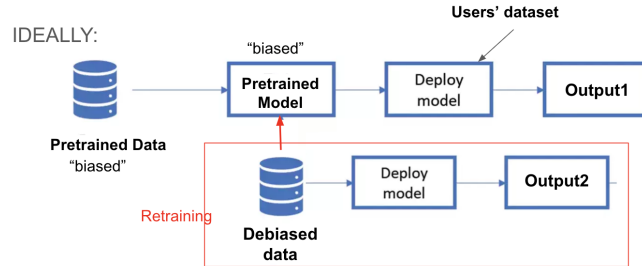 Users’ dataset
IDEALLY:
“biased”
Pretrained
Model
Deploy
model
Output1
Pretrained Data
“biased”
Deploy
model
Output2
Retraining
Debiased
data